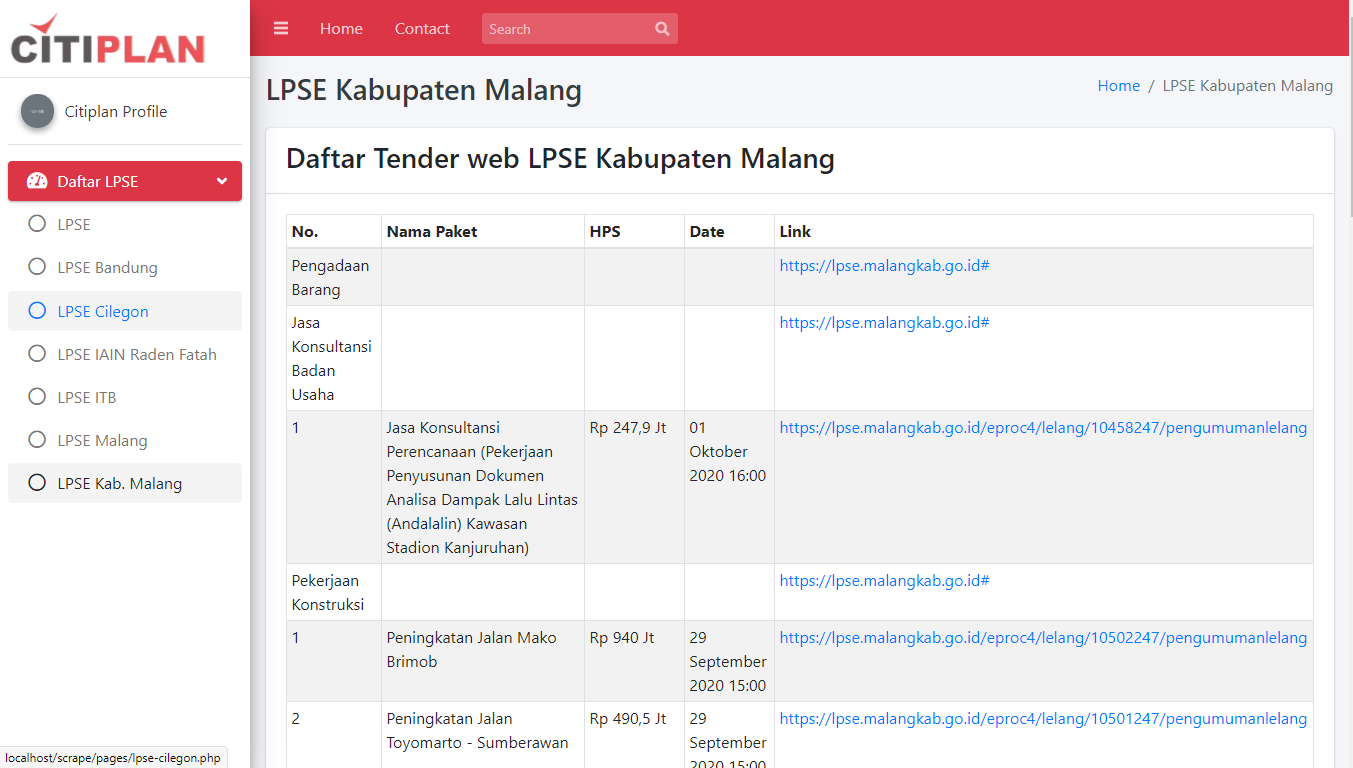 CITIPLAN
Home
Contact
Search
Citiplan Profile
Daftar LPSE
LPSE
LPSE Bandung
LPSE Cilegon
LPSE IAIN Raden Fatah
LPSE ITB
LPSE Malang
LPSE Kab. Malang
LPSE Kabupaten Malang
Home / LPSE Kabupaten Malang
Daftar Tender web LPSE Kabupaten Malang
No. Nama Paket HPS Date Link
Pengadaan https://lpse.malangkab.go.id#
Barang
Jasa https://lpse.malangkab.go.id#
Konsultansi
Badan
Usaha
1 Jasa Konsultansi Rp 247,9 Jt 01 https://lpse.malangkab.go.id/eproc4/lelang/10458247/pengumumanlelang
Perencanaan (Pekerjaan Oktober
Penyusunan Dokumen 2020 16:00
Analisa Dampak Lalu Lintas
(Andalalin) Kawasan
Stadion Kanjuruhan)
Pekerjaan https://lpse.malangkab.go.id#
Konstruksi
1 Peningkatan Jalan Mako Rp 940 Jt 29 https://lpse.malangkab.go.id/eproc4/lelang/10502247/pengumumanlelang
Brimob September
2020 15:00
2 Peningkatan Jalan Rp 490,5 Jt 29 https://lpse.malangkab.go.id/eproc4/lelang/10501247/pengumumanlelang
Toyomarto - Sumberawan September
2020 15:00
localhost/scrape/pages/lpse-cilegon.php